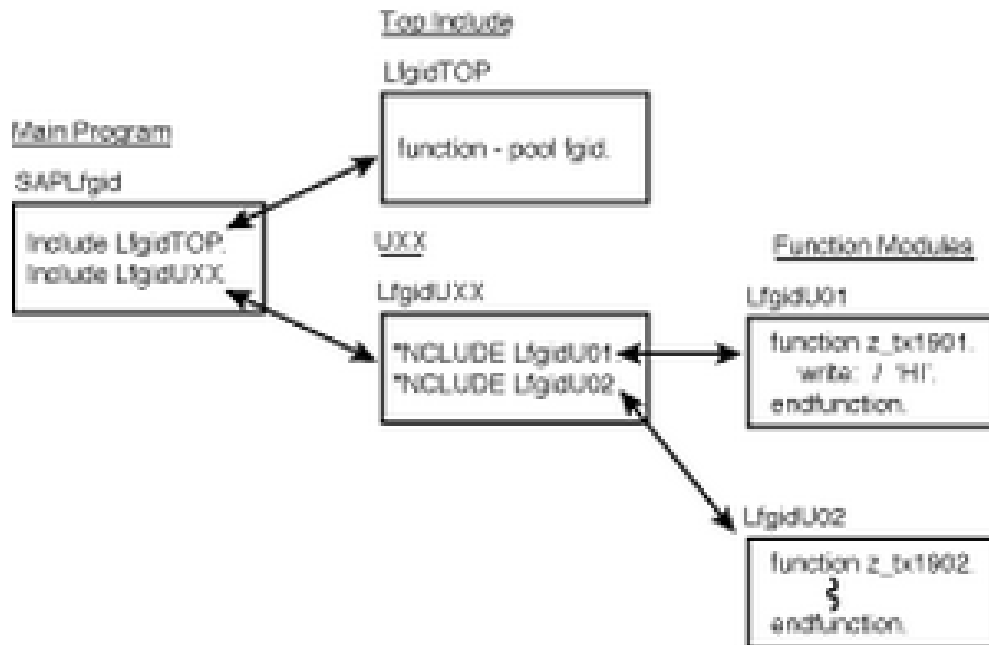 Top Include
LfgidTOP
function - pool fgid.
Main Program
SAPLfgid
Include LfgidTOP.
Include LfgidUXX.
UXX
LfgidUXX
*NCLUDE LfgidU01
*NCLUDE LfgidU02
Function Modules
LfgidU01
function z_tx1901.
write: / 'HI'.
endfunction.
LfgidU02
function z_tx1902.
endfunction.